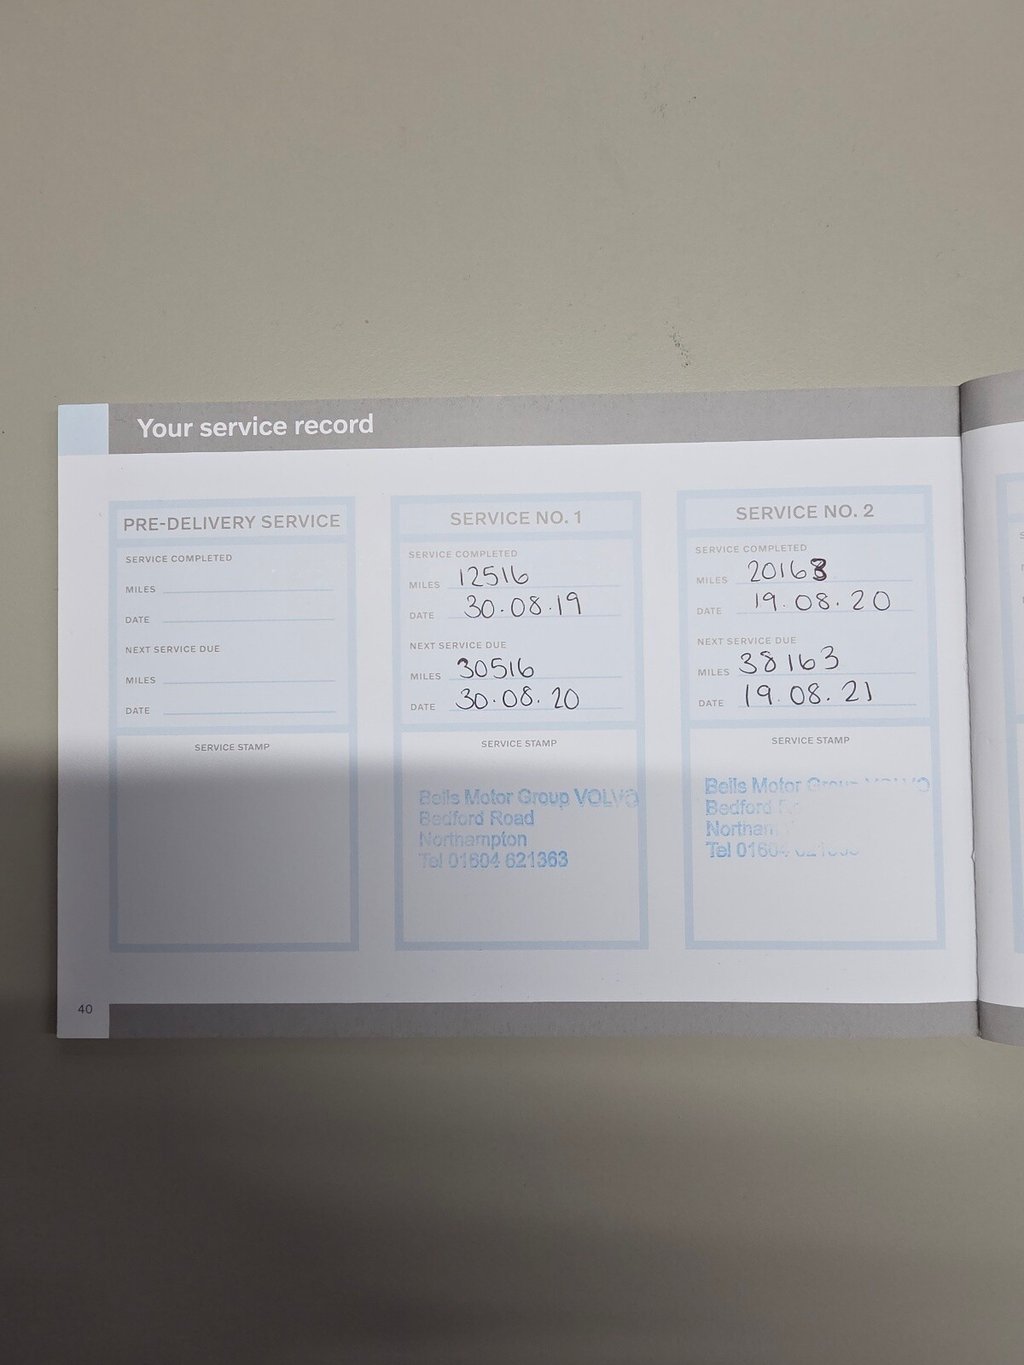 Your service record
PRE-DELIVERY SERVICE
SERVICE COMPLETED
MILES
DATE
NEXT SERVICE DUE
MILES
DATE
SERVICE STAMP
SERVICE NO. 1
SERVICE COMPLETED
MILES 12516
DATE 30.08.19
NEXT SERVICE DUE
MILES 30516
DATE 30.08.20
SERVICE STAMP
Bells Motor Group VOLVO
Bedford Road
Northampton
Tel 01604 621363
SERVICE NO. 2
SERVICE COMPLETED
MILES 20163
DATE 19.08.20
NEXT SERVICE DUE
MILES 38163
DATE 19.08.21
SERVICE STAMP
Bells Motor Group VOLVO
Bedford
Tel 01604
40